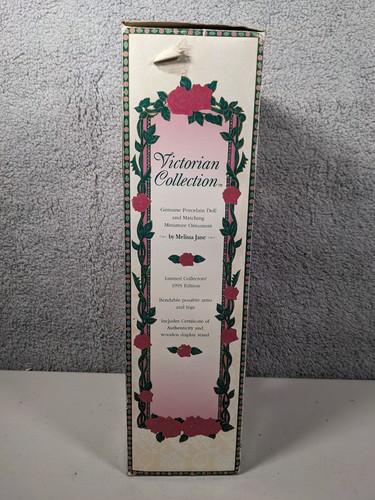 Victorian
Collection™
Genuine Porcelain Doll
and Matching
Miniature Ornament
by Melissa Jane
Limited Collectors'
1995 Edition
Bendable posable arms
and legs
Includes Certificate of
Authenticity and
wooden display stand